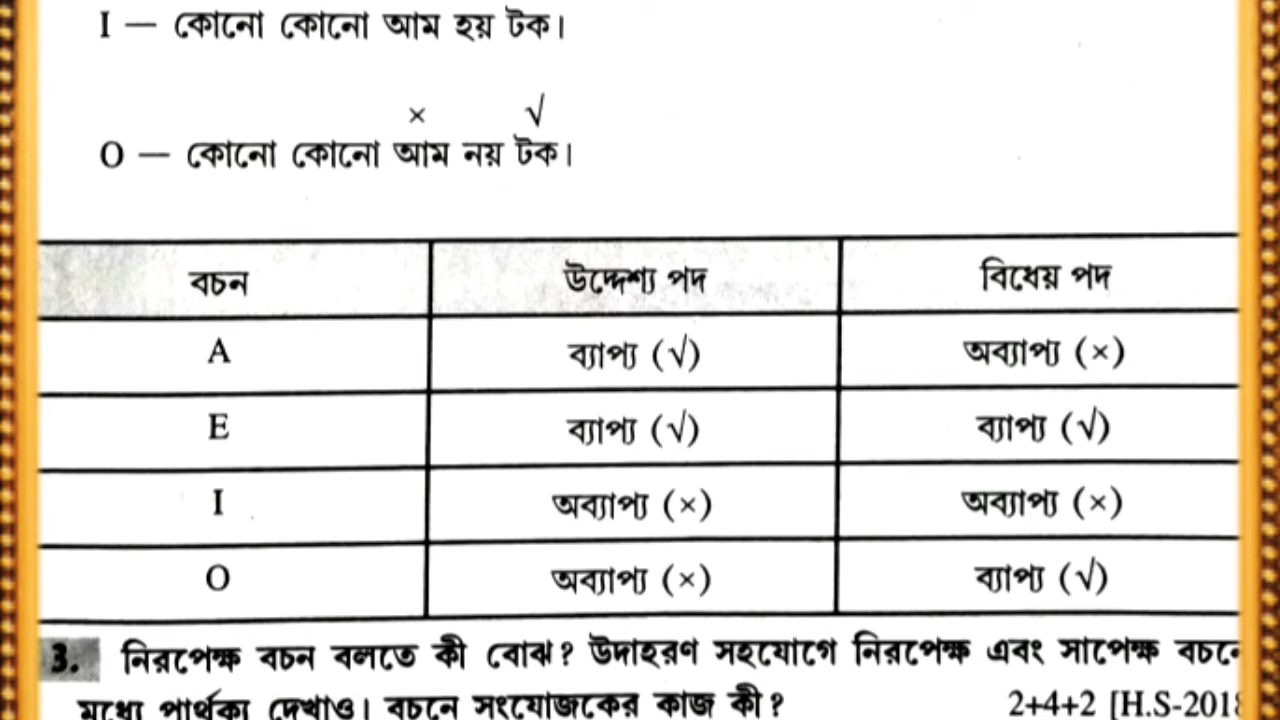 I — কোনো কোনো আম হয় টক।
× √
O — কোনো কোনো আম নয় টক।
বচন উদ্দেশ্য পদ বিধেয় পদ
A ব্যাপ্য (√) অব্যাপ্য (×)
E ব্যাপ্য (√) ব্যাপ্য (√)
I অব্যাপ্য (×) অব্যাপ্য (×)
O অব্যাপ্য (×) ব্যাপ্য (√)
3. নিরপেক্ষ বচন বলতে কী বোঝ? উদাহরণ সহযোগে নিরপেক্ষ এবং সাপেক্ষ বচনে
মধ্যে পার্থক্য দেখাও। বচনে সংযোজকের কাজ কী? 2+4+2 [H.S-2018